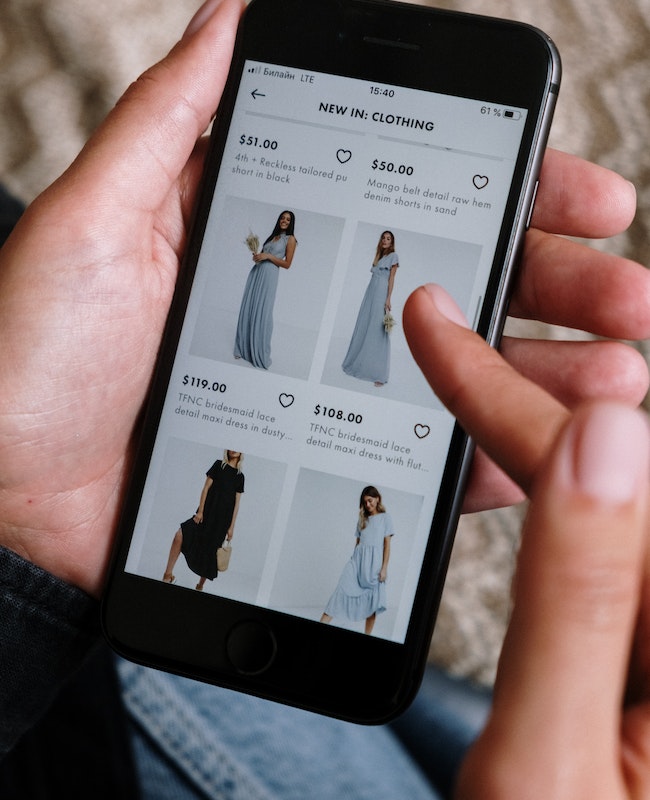 Билайн LTE
15:40
61 %
NEW IN: CLOTHING
$51.00
4th + Reckless tailored pu
short in black
$50.00
Mango belt detail raw hem
denim shorts in sand
$119.00
TFNC bridesmaid lace
detail maxi dress in dusty...
$108.00
TFNC bridesmaid lace
detail maxi dress with flut...